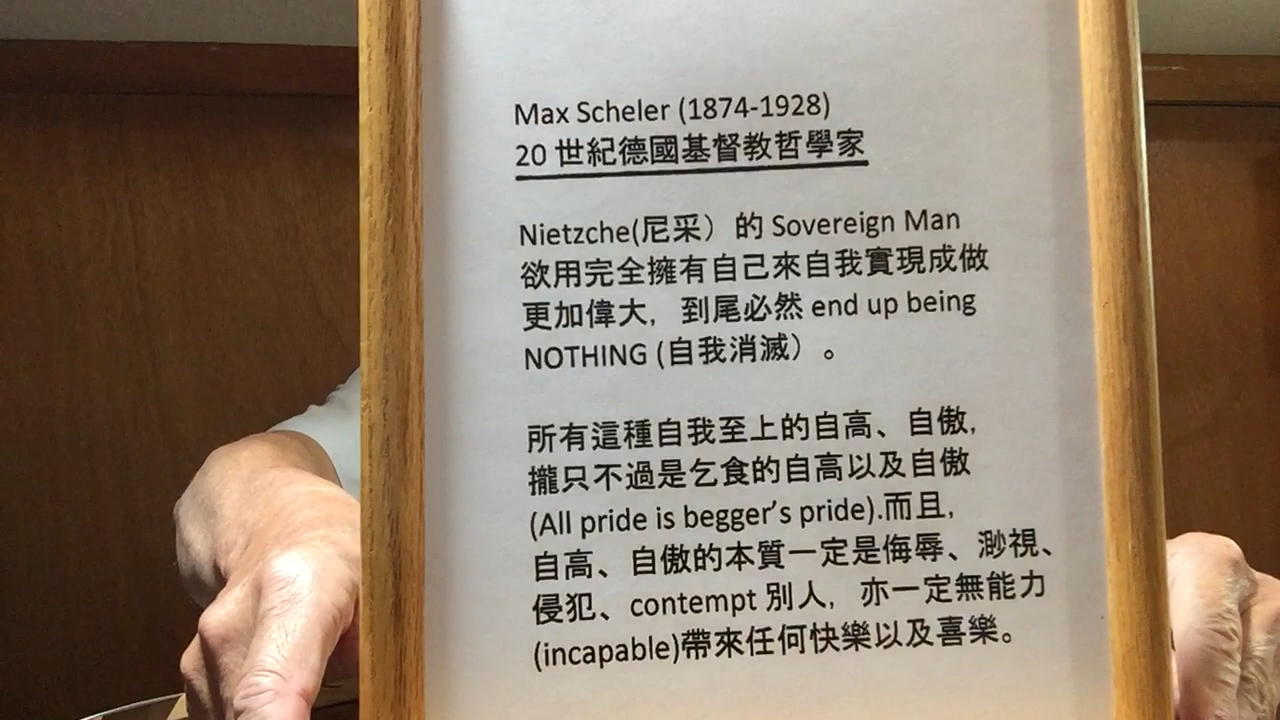 Max Scheler (1874-1928)
20 世紀德國基督教哲學家
Nietzche(尼采）的 Sovereign Man
欲用完全擁有自己來自我實現成做
更加偉大，到尾必然 end up being
NOTHING (自我消滅）。
所有這種自我至上的自高、自傲,
攏只不過是乞食的自高以及自傲
(All pride is begger's pride).而且,
自高、自傲的本質一定是侮辱、渺視、
侵犯、contempt 別人，亦一定無能力
(incapable)帶來任何快樂以及喜樂。